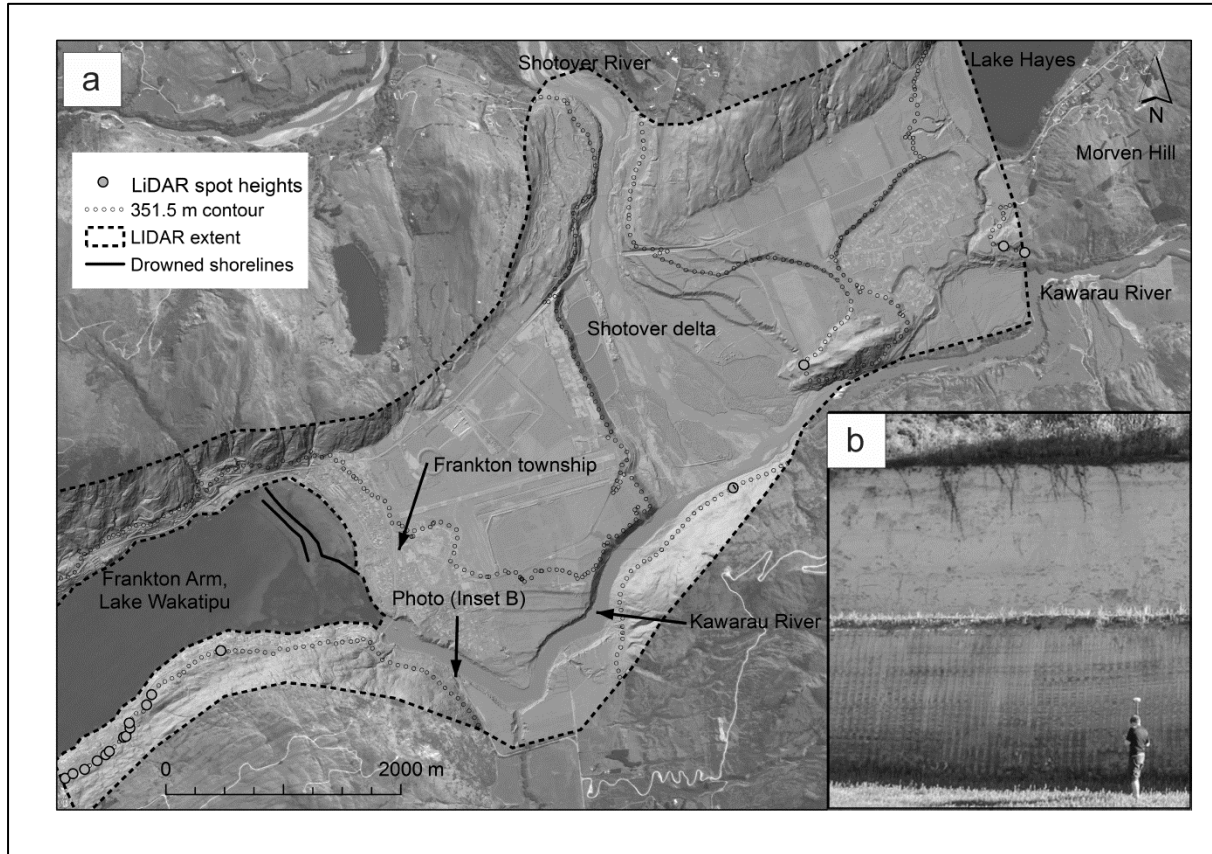 a
Shotover River
Lake Hayes
N
Morven Hill
LiDAR spot heights
351.5 m contour
LIDAR extent
Drowned shorelines
Kawarau River
Shotover delta
b
Frankton township
Frankton Arm,
Lake Wakatipu
Photo (Inset B)
Kawarau River
0
2000 m